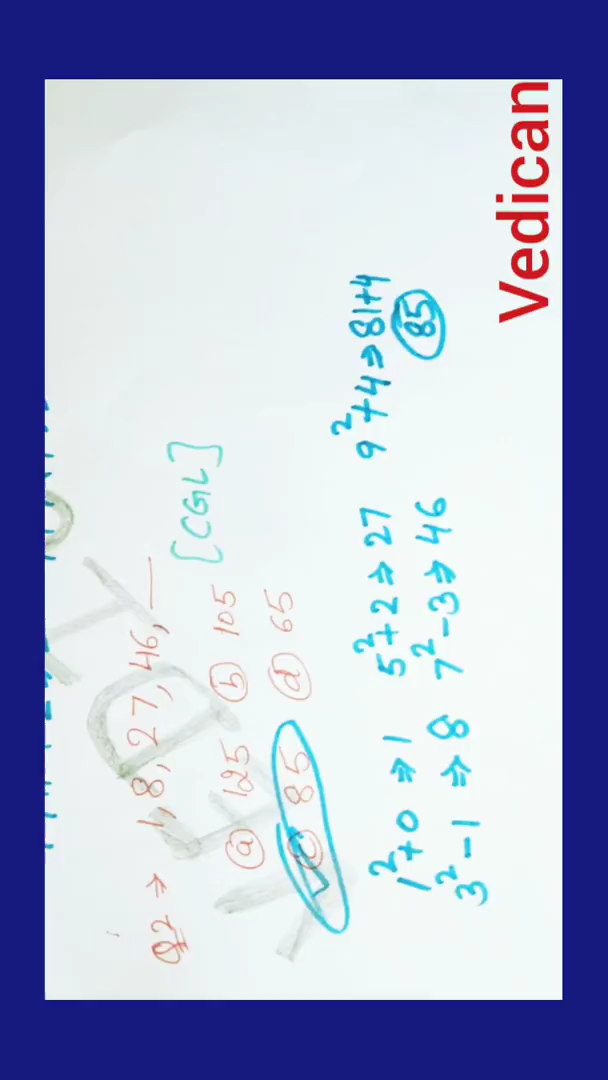 Vedican
Q2 ⇒ 1, 8, 27, 46, __
[CGL]
ⓐ 125 ⓑ 105
ⓒ 85 ⓓ 65
1²+0 ⇒ 1 5²+2 ⇒ 27 9²+4 ⇒ 81+4
3²-1 ⇒ 8 7²-3 ⇒ 46 85